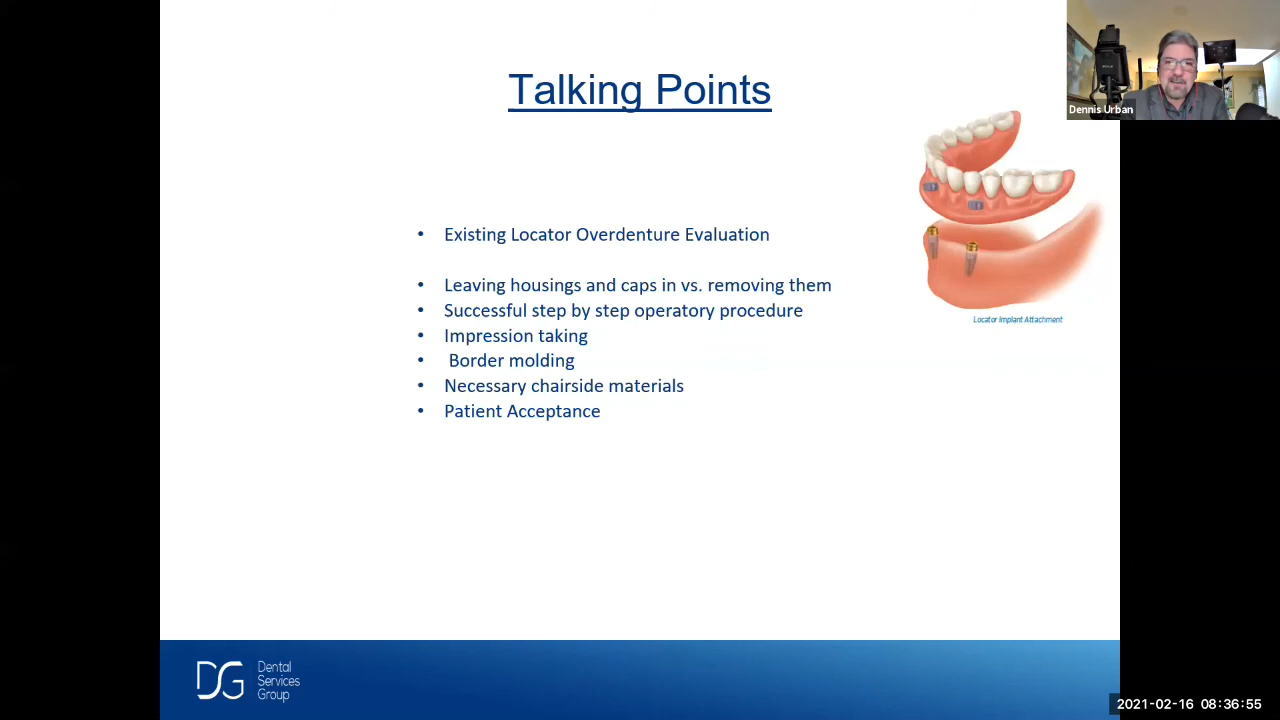 Talking Points
Dennis Urban
• Existing Locator Overdenture Evaluation
• Leaving housings and caps in vs. removing them
• Successful step by step operatory procedure
• Impression taking
• Border molding
• Necessary chairside materials
• Patient Acceptance
Locator Implant Attachment
DSG
Dental
Services
Group
2021-02-16 08:36:55